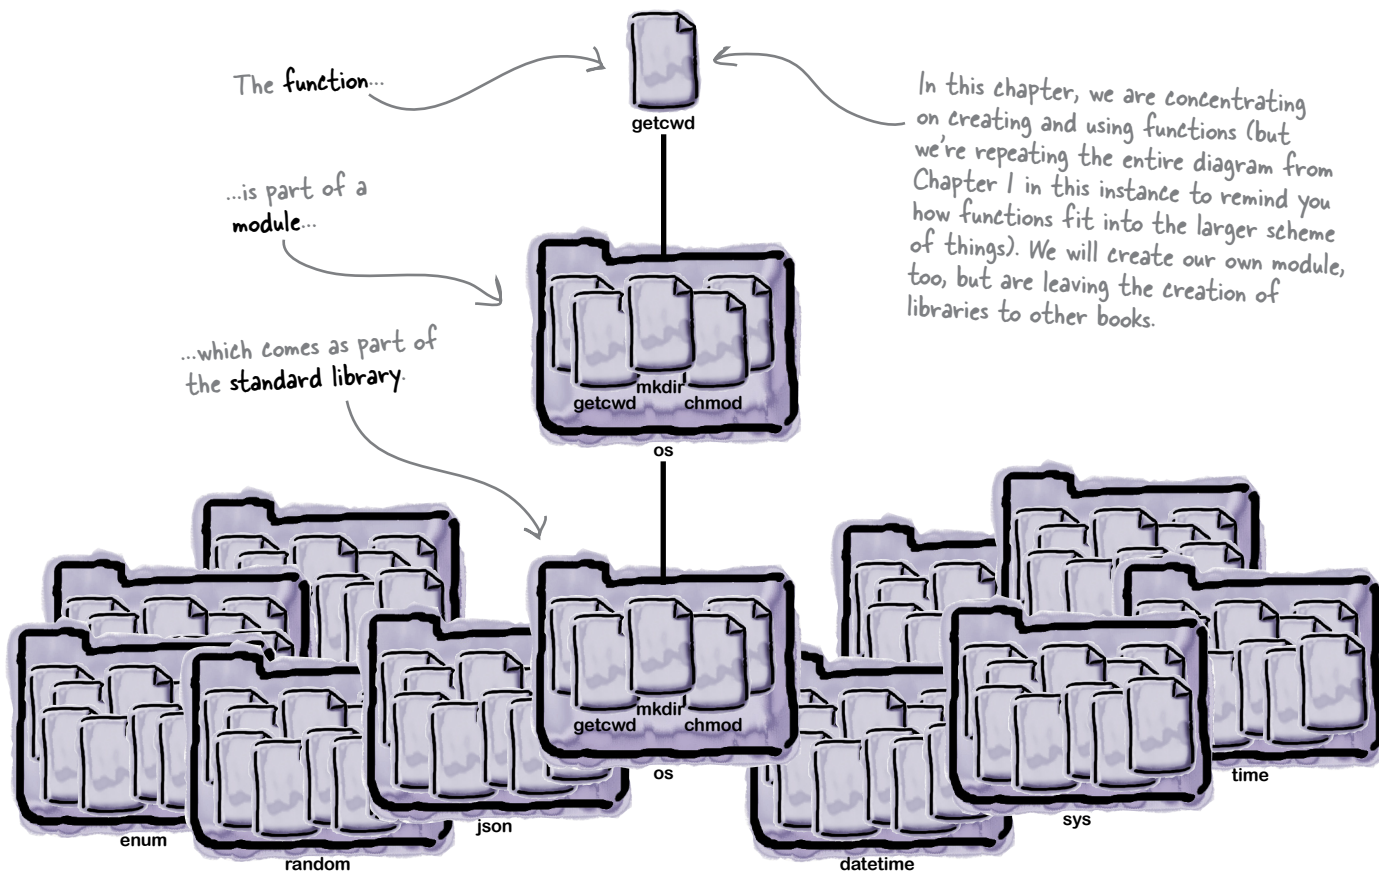 The function...
getcwd
In this chapter, we are concentrating
on creating and using functions (but
we're repeating the entire diagram from
Chapter 1 in this instance to remind you
how functions fit into the larger scheme
of things). We will create our own module,
too, but are leaving the creation of
libraries to other books.
...is part of a
module...
mkdir
getcwd chmod
os
...which comes as part of
the standard library.
mkdir
getcwd chmod
os
enum
random
json
datetime
sys
time